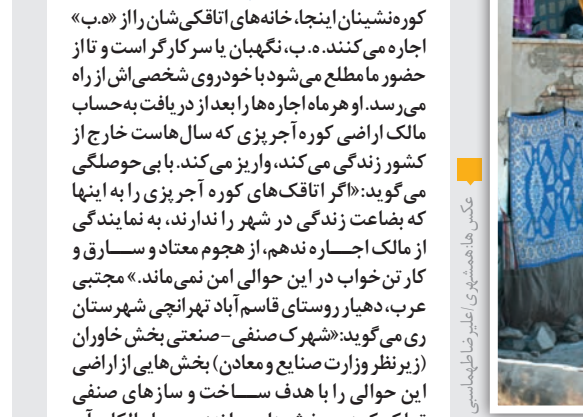 کوره‌نشینان اینجا، خانه‌های اتاقکی‌شان را از «ه.ب»
اجاره می‌کنند. ه.ب، نگهبان یا سرکارگر است و تا از
حضور ما مطلع می‌شود با خودروی شخصی‌اش از راه
می‌رسد. او هر ماه اجاره‌ها را بعد از دریافت به‌حساب
مالک اراضی کوره آجرپزی که سال‌هاست خارج از
کشور زندگی می‌کند، واریز می‌کند. با بی‌حوصلگی
می‌گوید: «اگر اتاقک‌های کوره آجرپزی را به اینها
که بضاعت زندگی در شهر را ندارند، به نمایندگی
از مالک اجاره ندهم، از هجوم معتاد و سارق و
کارتن‌خواب در این حوالی امن نمی‌ماند.» مجتبی
عرب، دهیار روستای قاسم‌آباد تهرانچی شهرستان
ری می‌گوید: «شهرک صنفی-صنعتی بخش خاوران
(زیرنظر وزارت صنایع و معادن) بخش‌هایی از اراضی
این حوالی را با هدف ساخت و سازهای صنفی
عکس‌ها: همشهری/علیرضا طهماسبی